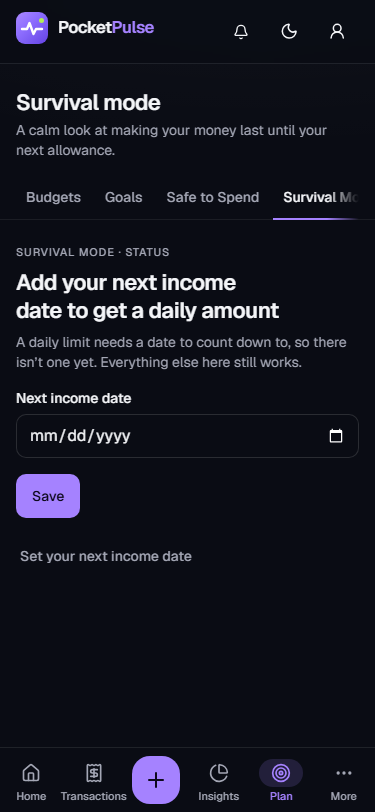 PocketPulse
Survival mode
A calm look at making your money last until your
next allowance.
Budgets Goals Safe to Spend Survival Mo
SURVIVAL MODE · STATUS
Add your next income
date to get a daily amount
A daily limit needs a date to count down to, so there
isn't one yet. Everything else here still works.
Next income date
mm/dd/yyyy
Save
Set your next income date
Home Transactions Insights Plan More